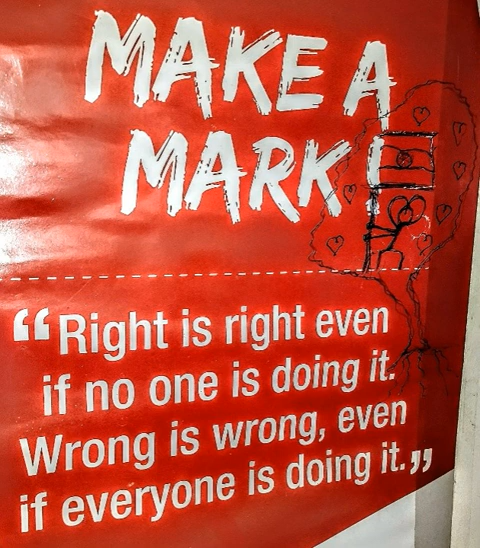 MAKE A
MARK!
“Right is right even
if no one is doing it.
Wrong is wrong, even
if everyone is doing it.”